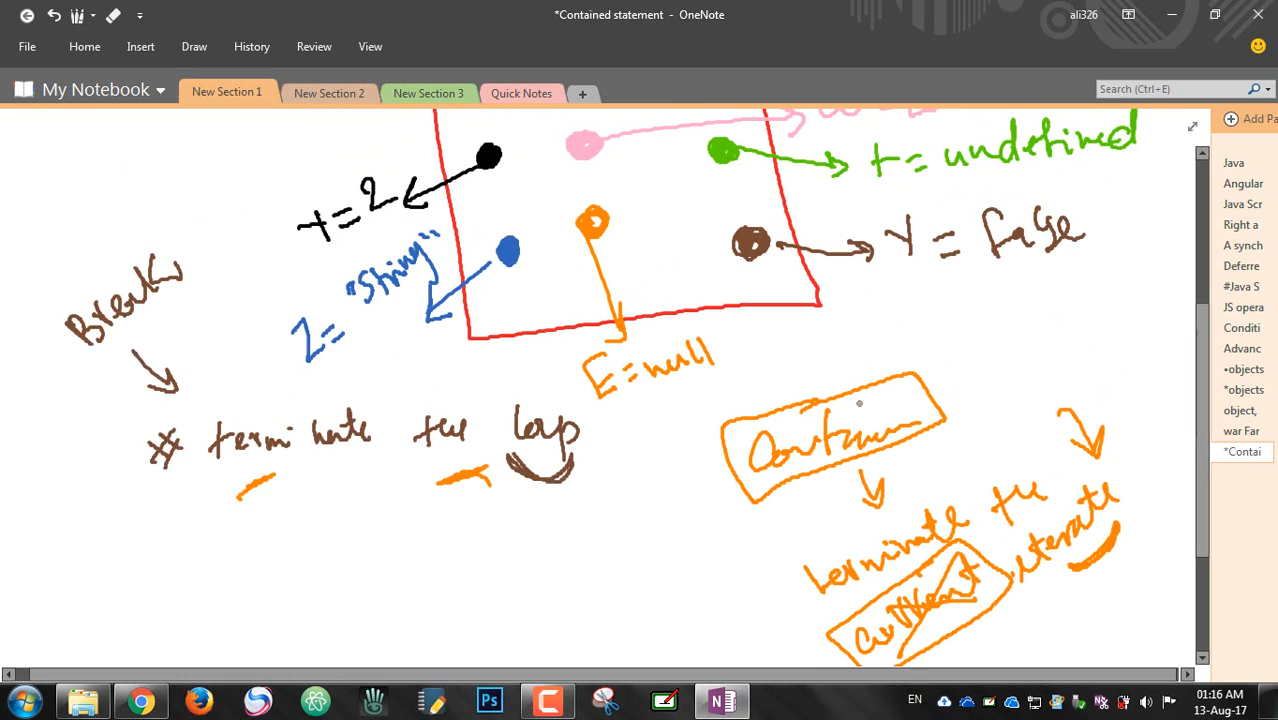 *Contained statement - OneNote
ali326
File Home Insert Draw History Review View
My Notebook
New Section 1
New Section 2
New Section 3
Quick Notes
Search (Ctrl+E)
Add Pa
Java
Angular
Java Scr
Right a
A synch
Deferre
#Java S
JS opera
Conditi
Advanc
•objects
*objects
object,
war Far
*Contai
t = undefined
= 2
Y = False
"String"
Z =
E = null
Break
# terminate the loop
Continue
terminate the
current iterate
EN
01:16 AM
13-Aug-17